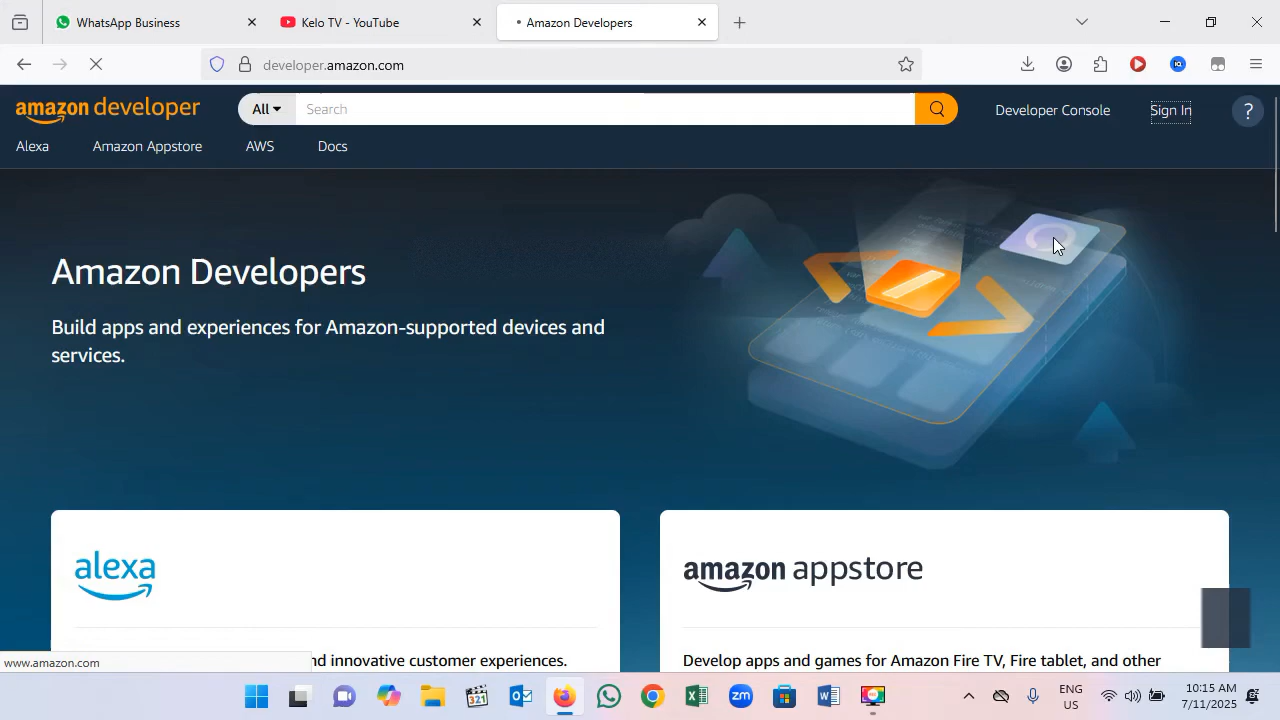 WhatsApp Business
Kelo TV - YouTube
Amazon Developers
developer.amazon.com
amazon developer
All
Search
Developer Console
Sign In
?
Alexa
Amazon Appstore
AWS
Docs
Amazon Developers
Build apps and experiences for Amazon-supported devices and
services.
alexa
amazon appstore
nd innovative customer experiences.
Develop apps and games for Amazon Fire TV, Fire tablet, and other
www.amazon.com
321
zm
ENG
US
10:15 AM
7/11/2025